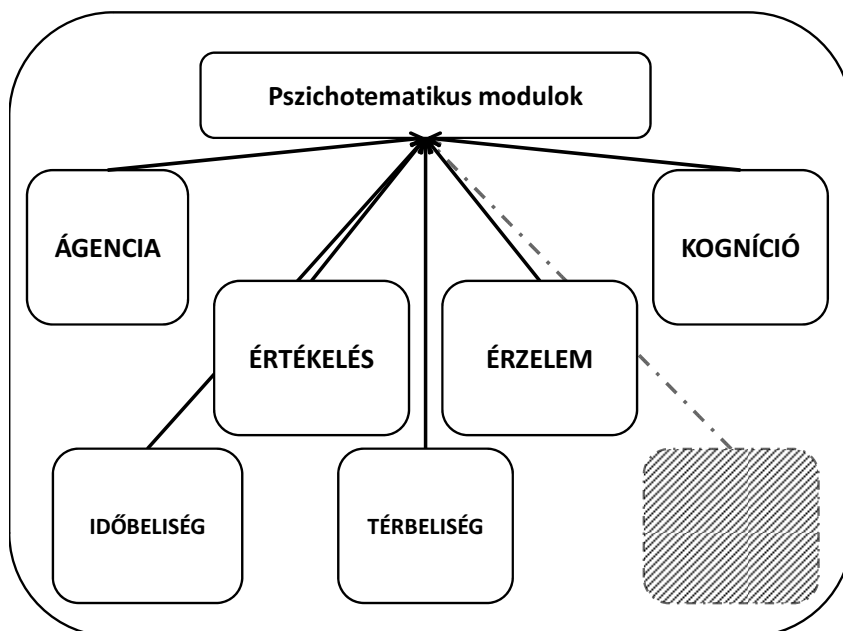 Pszichotematikus modulok
ÁGENCIA
KOGNÍCIÓ
ÉRTÉKELÉS
ÉRZELEM
IDŐBELISÉG
TÉRBELISÉG